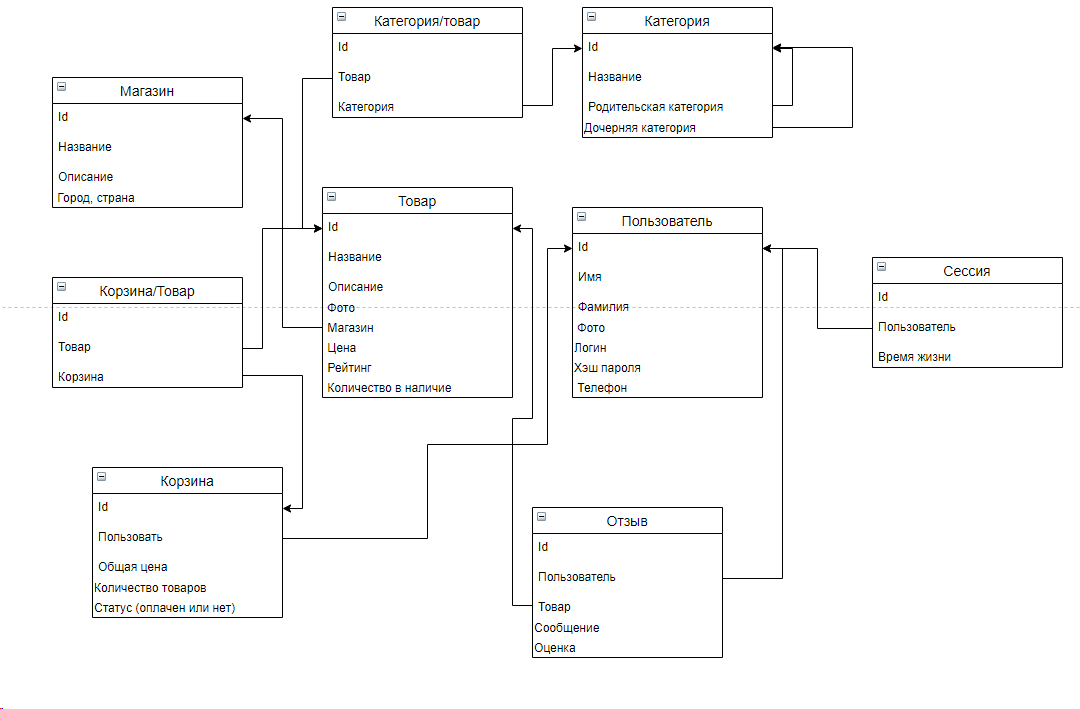 Категория/товар
Id
Товар
Категория
Категория
Id
Название
Родительская категория
Дочерняя категория
Магазин
Id
Название
Описание
Город, страна
Товар
Id
Название
Описание
Фото
Магазин
Цена
Рейтинг
Количество в наличие
Пользователь
Id
Имя
Фамилия
Фото
Логин
Хэш пароля
Телефон
Сессия
Id
Пользователь
Время жизни
Корзина/Товар
Id
Товар
Корзина
Корзина
Id
Пользовать
Общая цена
Количество товаров
Статус (оплачен или нет)
Отзыв
Id
Пользователь
Товар
Сообщение
Оценка